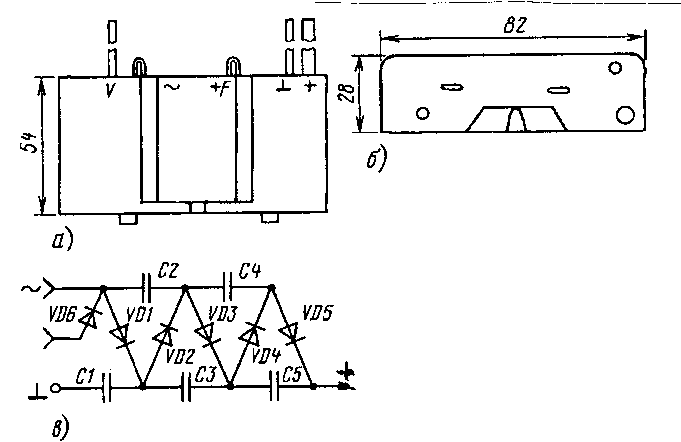 V ~ +F ⊥ +
54
а)
82
28
б)
~ C2 C4
VD6 VD1 VD3 VD5
VD2 VD4
C1 C3 C5 +
⊥
в)